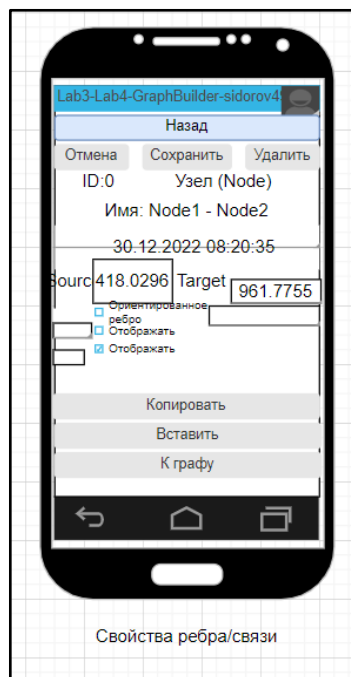 Lab3-Lab4-GraphBuilder-sidorov4
Назад
Отмена Сохранить Удалить
ID:0 Узел (Node)
Имя: Node1 - Node2
30.12.2022 08:20:35
Sourc 418.0296 Target 961.7755
Ориентированное
ребро
Отображать
Отображать
Копировать
Вставить
К графу
Свойства ребра/связи